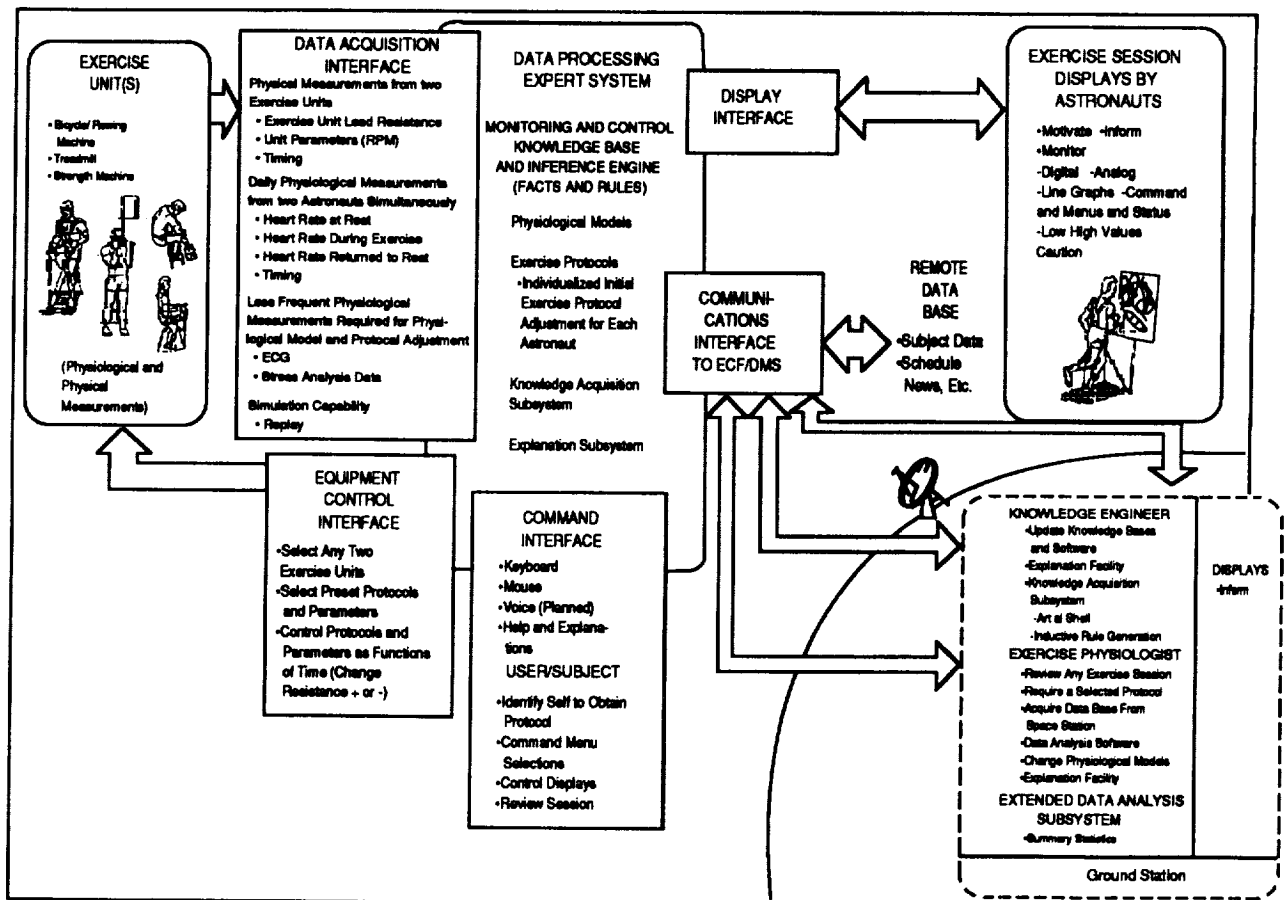 EXERCISE
UNIT(S)
•Bicycle/ Rowing
Machine
•Treadmill
•Strength Machine
(Physiological and
Physical
Measurements)
DATA ACQUISITION
INTERFACE
Physical Measurements from two
Exercise Units
•Exercise Unit Load Resistance
•Unit Parameters (RPM)
•Timing
Daily Physiological Measurements
from two Astronauts Simultaneously
•Heart Rate at Rest
•Heart Rate During Exercise
•Heart Rate Returned to Rest
•Timing
Less Frequent Physiological
Measurements Required for Physi-
logical Model and Protocal Adjustment
•ECG
•Stress Analysis Data
Simulation Capability
•Replay
DATA PROCESSING
EXPERT SYSTEM
MONITORING AND CONTROL
KNOWLEDGE BASE
AND INFERENCE ENGINE
(FACTS AND RULES)
Physiological Models
Exercise Protocols
•Individualized Initial
Exercise Protocol
Adjustment for Each
Astronaut
Knowledge Acquisition
Subsystem
Explanation Subsystem
DISPLAY
INTERFACE
EXERCISE SESSION
DISPLAYS BY
ASTRONAUTS
•Motivate -Inform
•Monitor
-Digital -Analog
-Line Graphs -Command
and Menus and Status
-Low High Values
Caution
COMMUNI-
CATIONS
INTERFACE
TO ECF/DMS
REMOTE
DATA
BASE
•Subject Data
•Schedule
News, Etc.
EQUIPMENT
CONTROL
INTERFACE
•Select Any Two
Exercise Units
•Select Preset Protocols
and Parameters
•Control Protocols and
Parameters as Functions
of Time (Change
Resistance + or -)
COMMAND
INTERFACE
•Keyboard
•Mouse
•Voice (Planned)
•Help and Explana-
tions
USER/SUBJECT
•Identify Self to Obtain
Protocol
•Command Menu
Selections
•Control Displays
•Review Session
KNOWLEDGE ENGINEER
•Update Knowledge Bases
and Software
•Explanation Facility
•Knowledge Acquisition
Subsystem
-Art al Shell
-Inductive Rule Generation
EXERCISE PHYSIOLOGIST
•Review Any Exercise Session
•Require a Selected Protocol
•Acquire Data Base From
Space Station
•Data Analysis Software
•Change Physiological Models
•Explanation Facility
EXTENDED DATA ANALYSIS
SUBSYSTEM
•Summary Statistics
DISPLAYS
•Inform
Ground Station